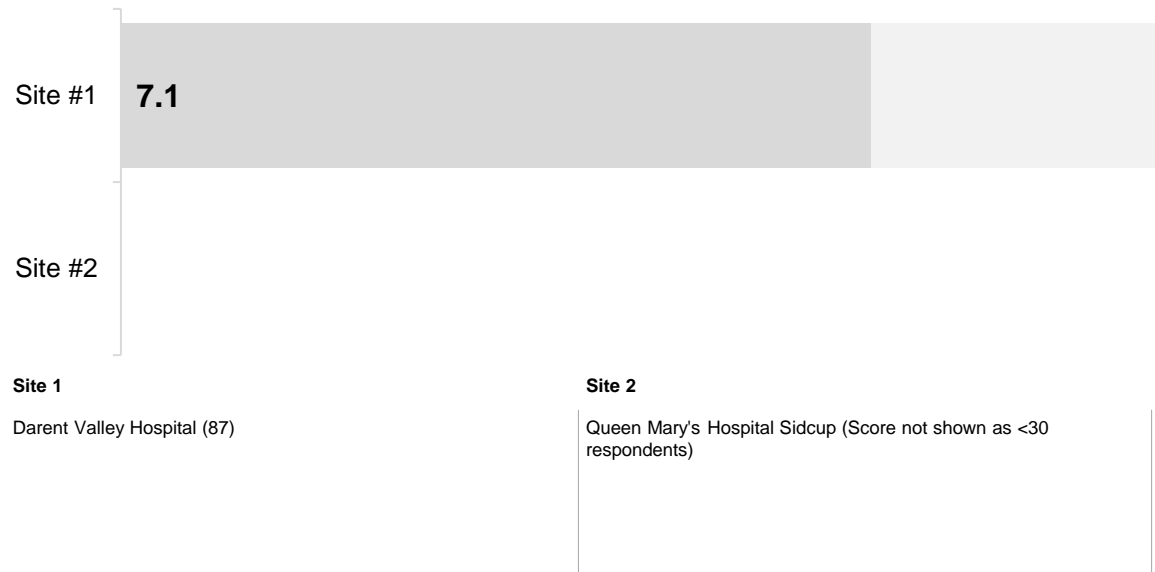 Site #1
7.1
Site #2
Site 1
Site 2
Darent Valley Hospital (87)
Queen Mary's Hospital Sidcup (Score not shown as <30
respondents)